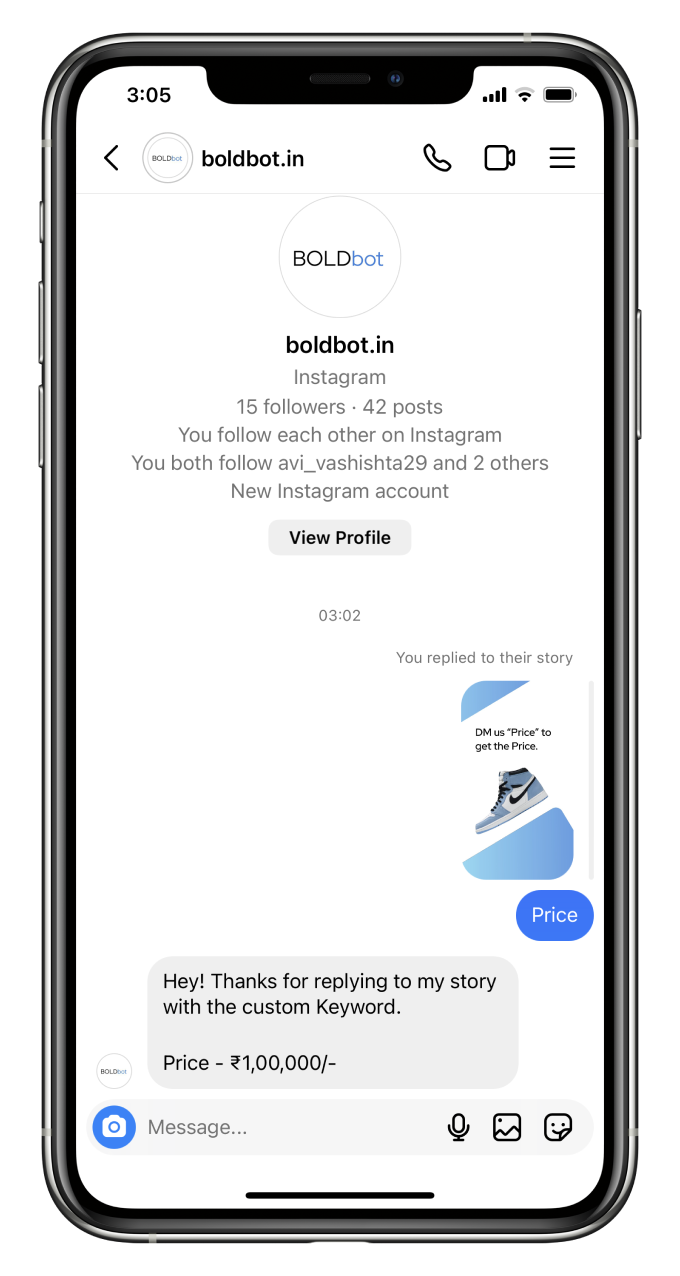 3:05
BOLDbot
boldbot.in
BOLDbot
boldbot.in
Instagram
15 followers · 42 posts
You follow each other on Instagram
You both follow avi_vashishta29 and 2 others
New Instagram account
View Profile
03:02
You replied to their story
DM us “Price” to
get the Price.
Price
Hey! Thanks for replying to my story
with the custom Keyword.
Price - ₹1,00,000/-
BOLDbot
Message...